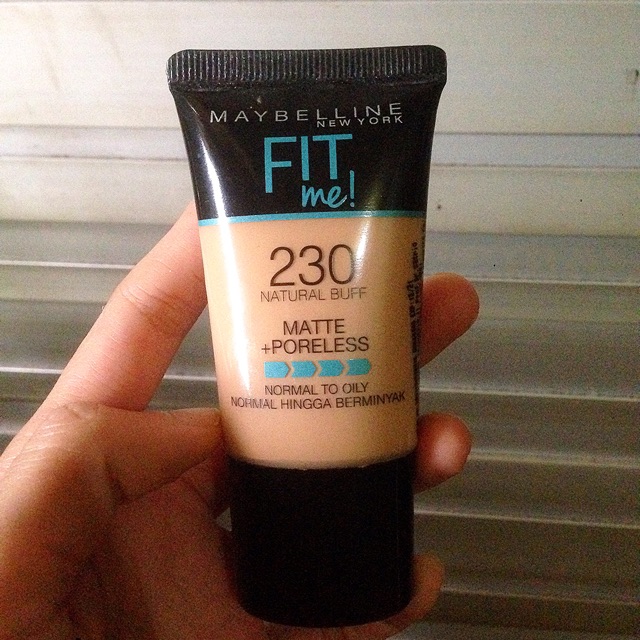 MAYBELLINE
NEW YORK
FIT
me!
230
NATURAL BUFF
MATTE
+PORELESS
NORMAL TO OILY
NORMAL HINGGA BERMINYAK